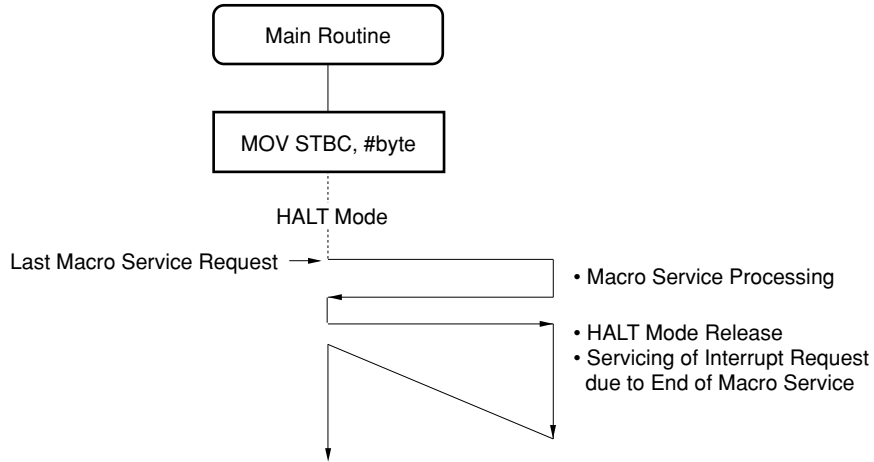 Main Routine
MOV STBC, #byte
HALT Mode
Last Macro Service Request
• Macro Service Processing
• HALT Mode Release
• Servicing of Interrupt Request
due to End of Macro Service